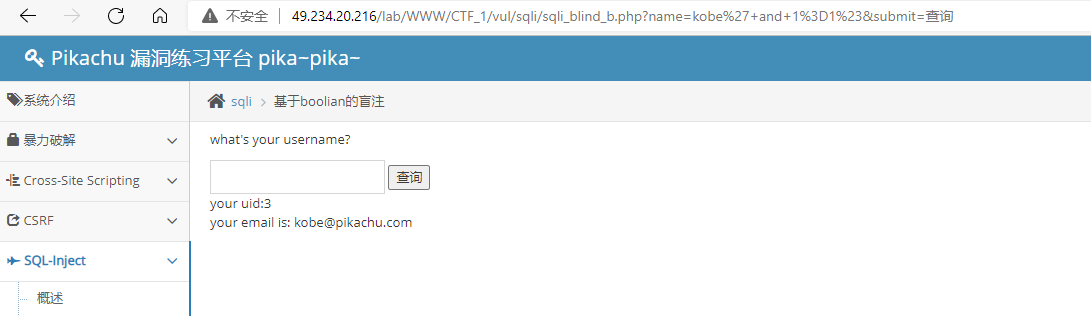 不安全 49.234.20.216/lab/WWW/CTF_1/vul/sqli/sqli_blind_b.php?name=kobe%27+and+1%3D1%23&submit=查询
Pikachu 漏洞练习平台 pika~pika~
系统介绍
sqli > 基于boolian的盲注
暴力破解
what's your username?
Cross-Site Scripting
查询
your uid:3
CSRF
your email is: kobe@pikachu.com
SQL-Inject
概述